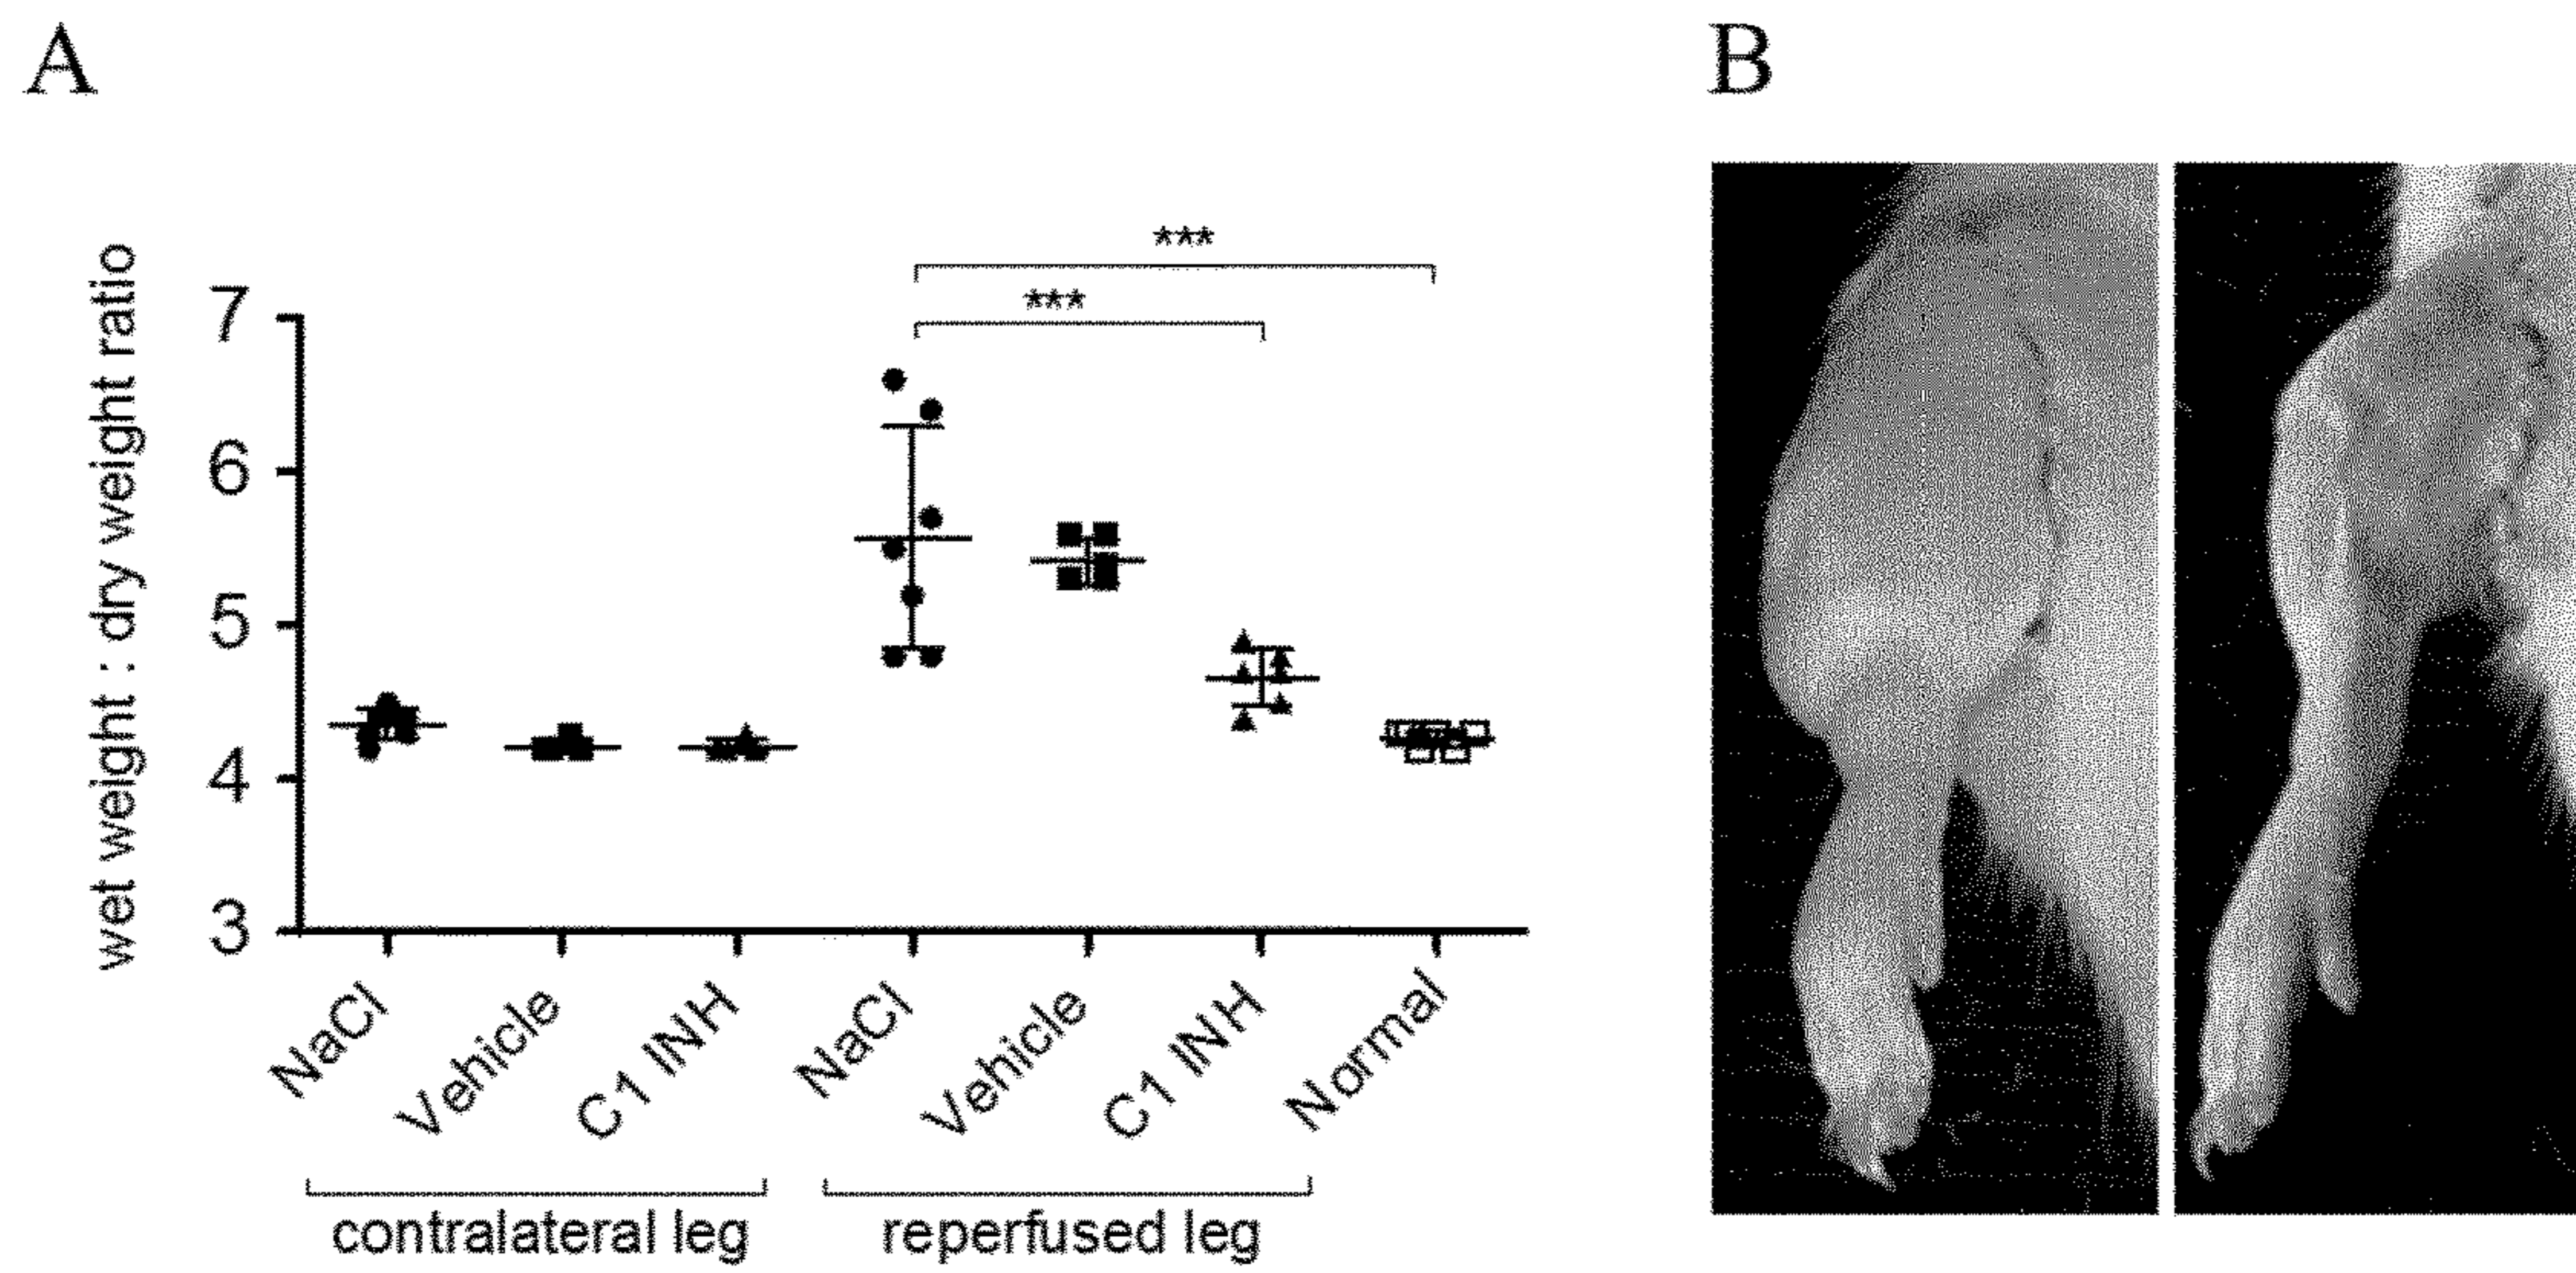 A
B
***
***
wet weight : dry weight ratio
7
6
5
4
3
NaCl
Vehicle
C1 INH
NaCl
Vehicle
C1 INH
Normal
contralateral leg
reperfused leg